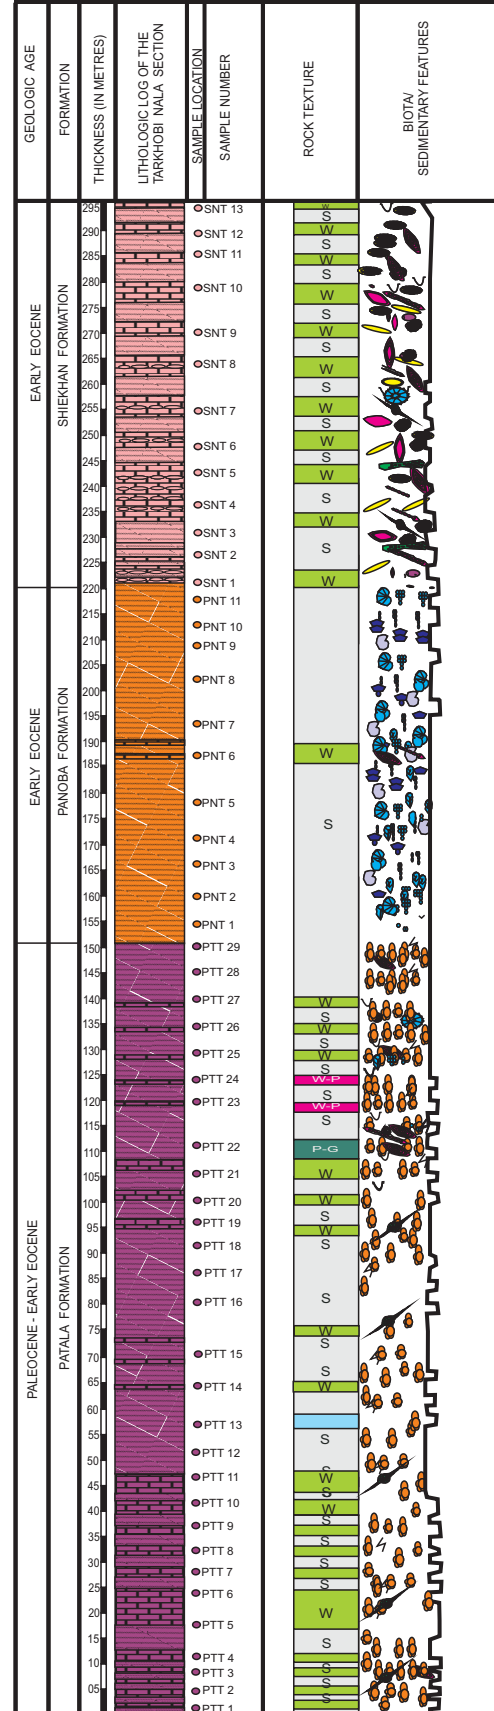 GEOLOGIC AGE
FORMATION
THICKNESS (IN METRES)
LITHOLOGIC LOG OF THE
TARKHOBI NALA SECTION
SAMPLE LOCATION
SAMPLE NUMBER
ROCK TEXTURE
BIOTA/
SEDIMENTARY FEATURES
EARLY EOCENE
SHIEKHAN FORMATION
EARLY EOCENE
PANOBA FORMATION
PALEOCENE - EARLY EOCENE
PATALA FORMATION
295
290
285
280
275
270
265
260
255
250
245
240
235
230
225
220
215
210
205
200
195
190
185
180
175
170
165
160
155
150
145
140
135
130
125
120
115
110
105
100
95
90
85
80
75
70
65
60
55
50
45
40
35
30
25
20
15
10
05
SNT 13
SNT 12
SNT 11
SNT 10
SNT 9
SNT 8
SNT 7
SNT 6
SNT 5
SNT 4
SNT 3
SNT 2
SNT 1
PNT 11
PNT 10
PNT 9
PNT 8
PNT 7
PNT 6
PNT 5
PNT 4
PNT 3
PNT 2
PNT 1
PTT 29
PTT 28
PTT 27
PTT 26
PTT 25
PTT 24
PTT 23
PTT 22
PTT 21
PTT 20
PTT 19
PTT 18
PTT 17
PTT 16
PTT 15
PTT 14
PTT 13
PTT 12
PTT 11
PTT 10
PTT 9
PTT 8
PTT 7
PTT 6
PTT 5
PTT 4
PTT 3
PTT 2
PTT 1
W
S
W
S
W
S
W
S
W
S
W
S
W
S
W
S
W
S
W
S
W
W
S
W
S
W
S
W
S
W-P
S
W-P
S
P-G
W
S
W
S
W
S
S
W
S
S
W
S
S
W
S
W
S
S
S
S
W
S
S
S
S